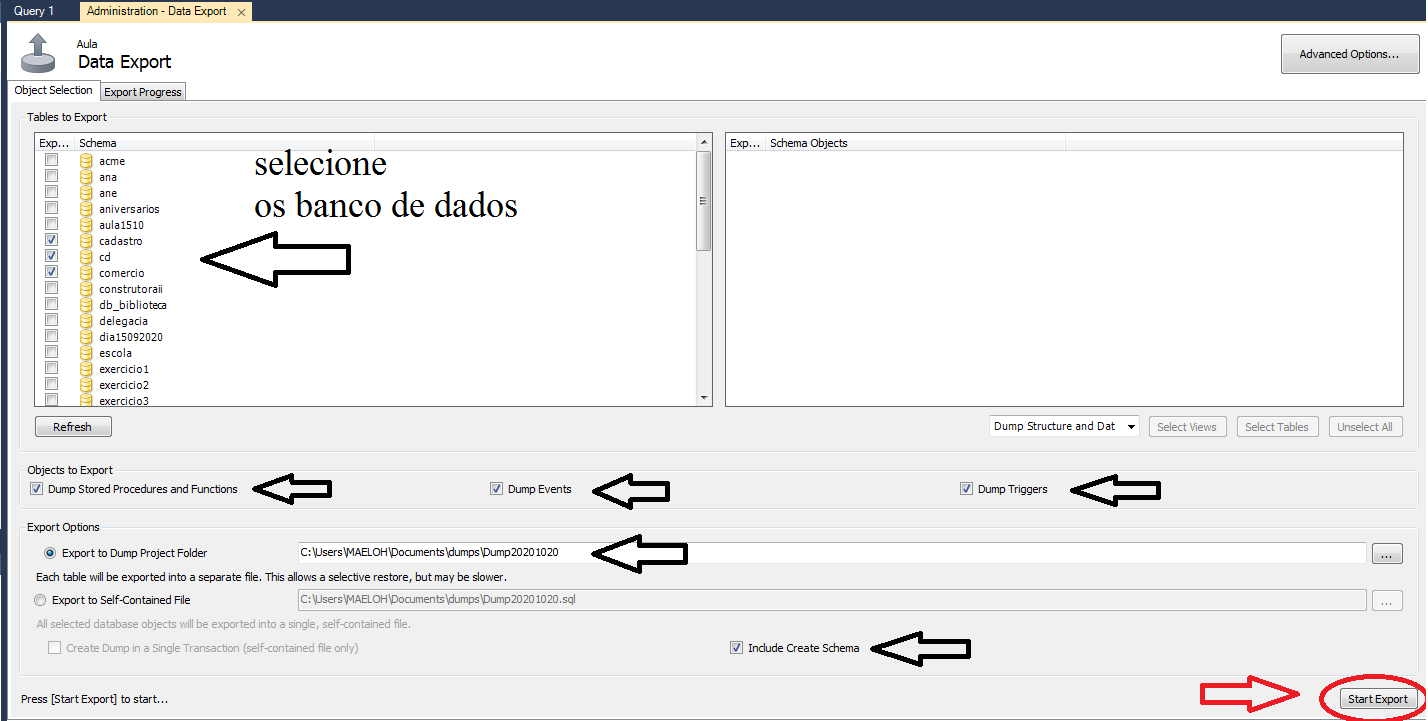 Query 1
Administration - Data Export ×
Aula
Data Export
Advanced Options...
Object Selection
Export Progress
Tables to Export
Exp... Schema
acme
ana
ane
aniversarios
aula1510
cadastro
cd
comercio
construtoraii
db_biblioteca
delegacia
dia15092020
escola
exercicio1
exercicio2
exercicio3
selecione
os banco de dados
Exp... Schema Objects
Refresh
Dump Structure and Dat
Select Views
Select Tables
Unselect All
Objects to Export
Dump Stored Procedures and Functions
Dump Events
Dump Triggers
Export Options
Export to Dump Project Folder
C:\Users\MAELOH\Documents\dumps\Dump20201020
...
Each table will be exported into a separate file. This allows a selective restore, but may be slower.
Export to Self-Contained File
C:\Users\MAELOH\Documents\dumps\Dump20201020.sql
...
All selected database objects will be exported into a single, self-contained file.
Create Dump in a Single Transaction (self-contained file only)
Include Create Schema
Press [Start Export] to start...
Start Export